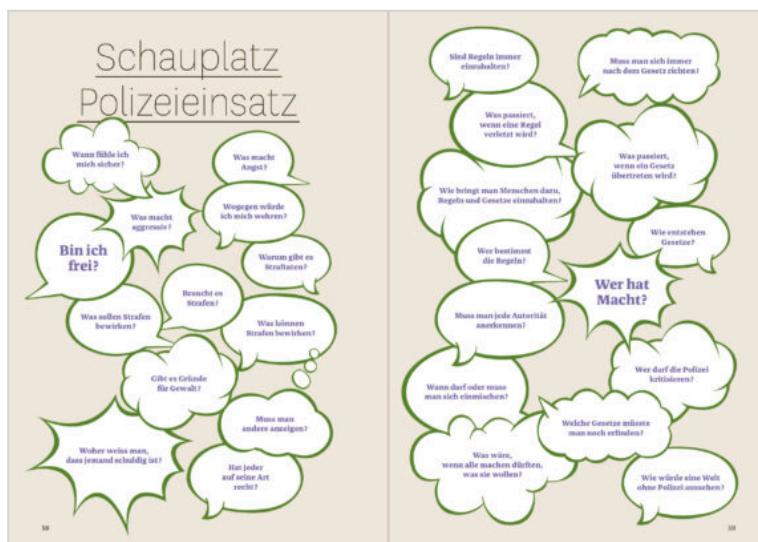 Schauplatz
Polizeieinsatz
Wann fühle ich
mich sicher?
Was macht
Angst?
Was macht
aggressiv?
Wogegen würde
ich mich wehren?
Bin ich
frei?
Warum gibt es
Straftaten?
Braucht es
Strafen?
Was sollen Strafen
bewirken?
Was können
Strafen bewirken?
Gibt es Gründe
für Gewalt?
Muss man
andere anzeigen?
Woher weiss man,
dass jemand schuldig ist?
Hat jeder
auf seine Art
recht?
Sind Regeln immer
einzuhalten?
Muss man sich immer
nach dem Gesetz richten?
Was passiert,
wenn eine Regel
verletzt wird?
Was passiert,
wenn ein Gesetz
übertreten wird?
Wie bringt man Menschen dazu,
Regeln und Gesetze einzuhalten?
Wie entstehen
Gesetze?
Wer bestimmt
die Regeln?
Wer hat
Macht?
Muss man jede Autorität
anerkennen?
Wer darf die Polizei
kritisieren?
Wann darf oder muss
man sich einmischen?
Welche Gesetze müsste
man noch erfinden?
Was wäre,
wenn alle machen dürften,
was sie wollen?
Wie würde eine Welt
ohne Polizei aussehen?